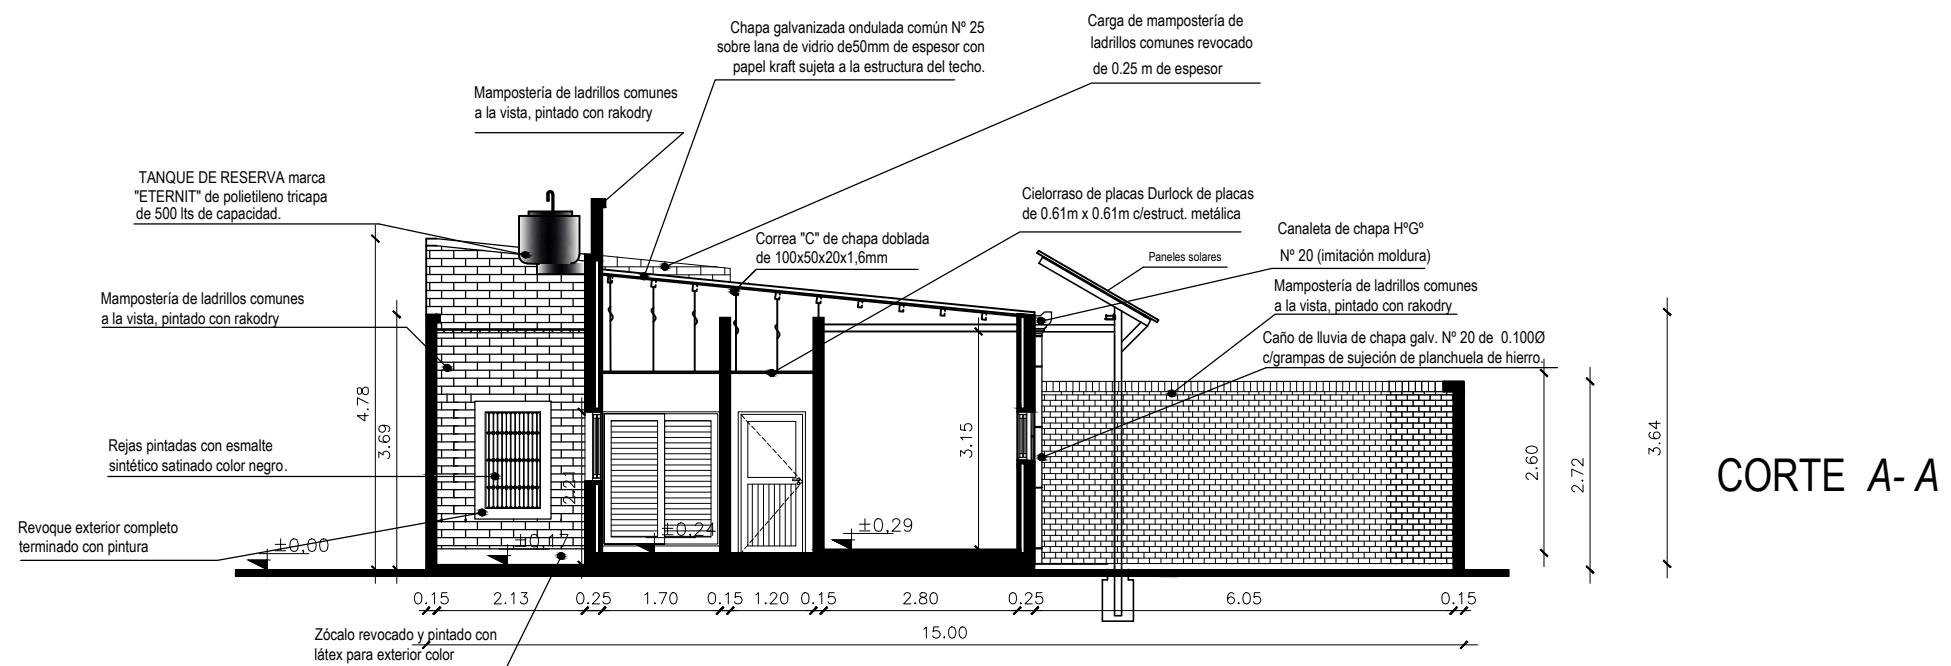 Chapa galvanizada ondulada común Nº 25
sobre lana de vidrio de50mm de espesor con
papel kraft sujeta a la estructura del techo.
Carga de mampostería de
ladrillos comunes revocado
de 0.25 m de espesor
Mampostería de ladrillos comunes
a la vista, pintado con rakodry
TANQUE DE RESERVA marca
"ETERNIT" de polietileno tricapa
de 500 lts de capacidad.
Cielorraso de placas Durlock de placas
de 0.61m x 0.61m c/estruct. metálica
Correa "C" de chapa doblada
de 100x50x20x1,6mm
Canaleta de chapa HºGº
Nº 20 (imitación moldura)
Paneles solares
Mampostería de ladrillos comunes
a la vista, pintado con rakodry
Mampostería de ladrillos comunes
a la vista, pintado con rakodry
Caño de lluvia de chapa galv. Nº 20 de 0.100Ø
c/grampas de sujeción de planchuela de hierro.
4.78
3.69
3.15
2.21
2.60
2.72
3.64
Rejas pintadas con esmalte
sintético satinado color negro.
CORTE A- A
Revoque exterior completo
terminado con pintura
±0,00
±0,17
±0,24
±0,29
0.15 2.13 0.25 1.70 0.15 1.20 0.15 2.80 0.25 6.05 0.15
15.00
Zócalo revocado y pintado con
látex para exterior color